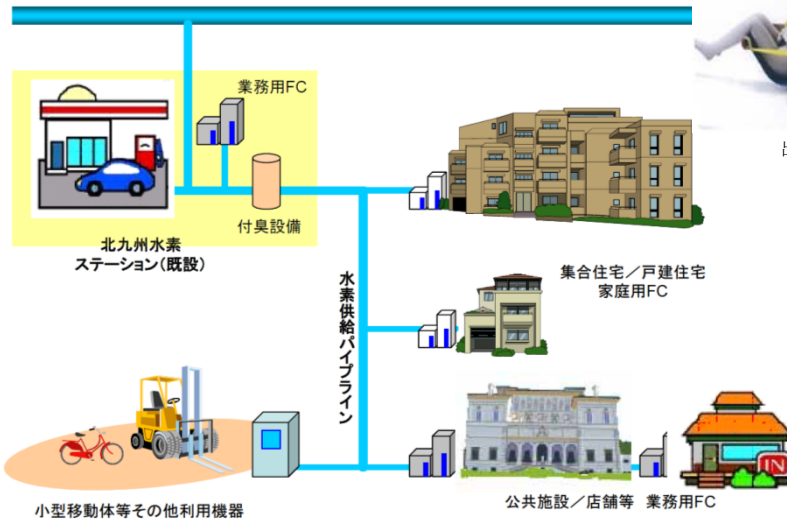 業務用FC
付臭設備
北九州水素
ステーション(既設)
水素供給パイプライン
集合住宅／戸建住宅
家庭用FC
小型移動体等その他利用機器
公共施設／店舗等 業務用FC
IN